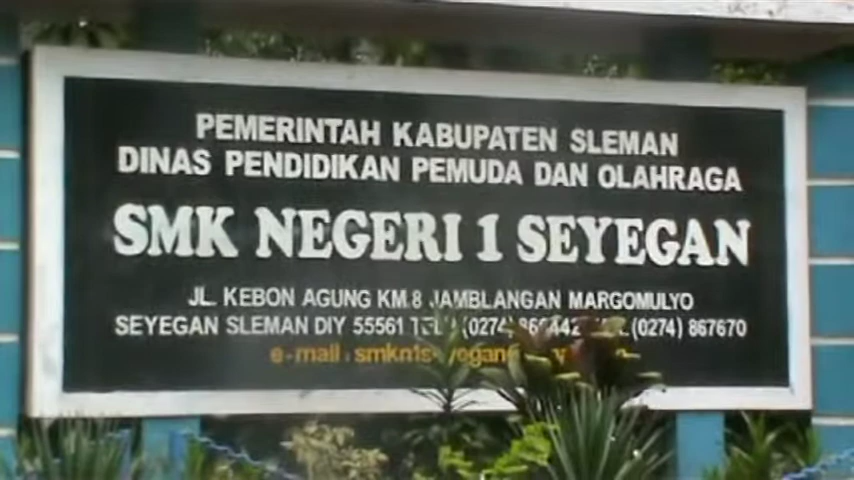 PEMERINTAH KABUPATEN SLEMAN
DINAS PENDIDIKAN PEMUDA DAN OLAHRAGA
SMK NEGERI 1 SEYEGAN
JL. KEBON AGUNG KM.8 JAMBLANGAN MARGOMULYO
SEYEGAN SLEMAN DIY 55561 (0274) 867670
e-mail :